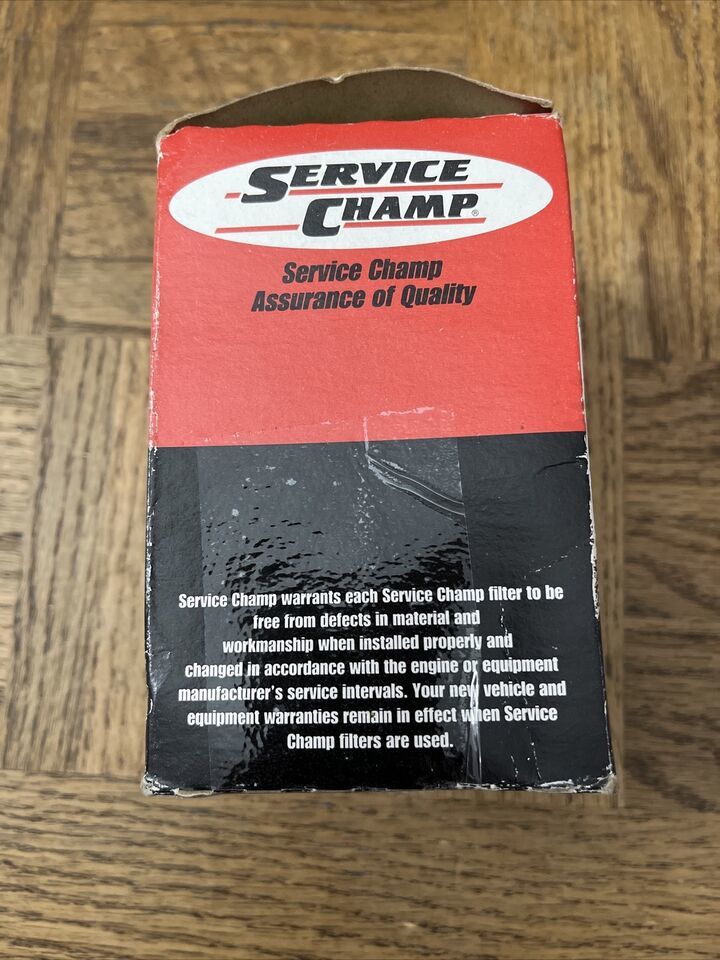 SERVICE
CHAMP®
Service Champ
Assurance of Quality
Service Champ warrants each Service Champ filter to be
free from defects in material and
workmanship when installed properly and
changed in accordance with the engine or equipment
manufacturer's service intervals. Your new vehicle and
equipment warranties remain in effect when Service
Champ filters are used.